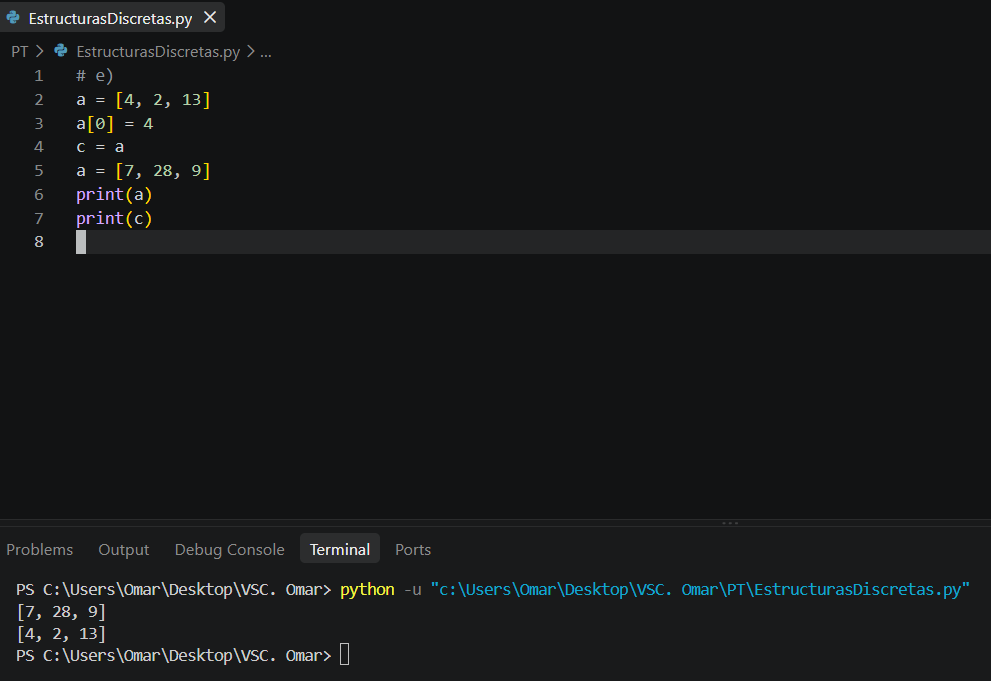 EstructurasDiscretas.py
PT > EstructurasDiscretas.py > ...
1 # e)
2 a = [4, 2, 13]
3 a[0] = 4
4 c = a
5 a = [7, 28, 9]
6 print(a)
7 print(c)
8
Problems Output Debug Console Terminal Ports
PS C:\Users\Omar\Desktop\VSC. Omar> python -u "c:\Users\Omar\Desktop\VSC. Omar\PT\EstructurasDiscretas.py"
[7, 28, 9]
[4, 2, 13]
PS C:\Users\Omar\Desktop\VSC. Omar>